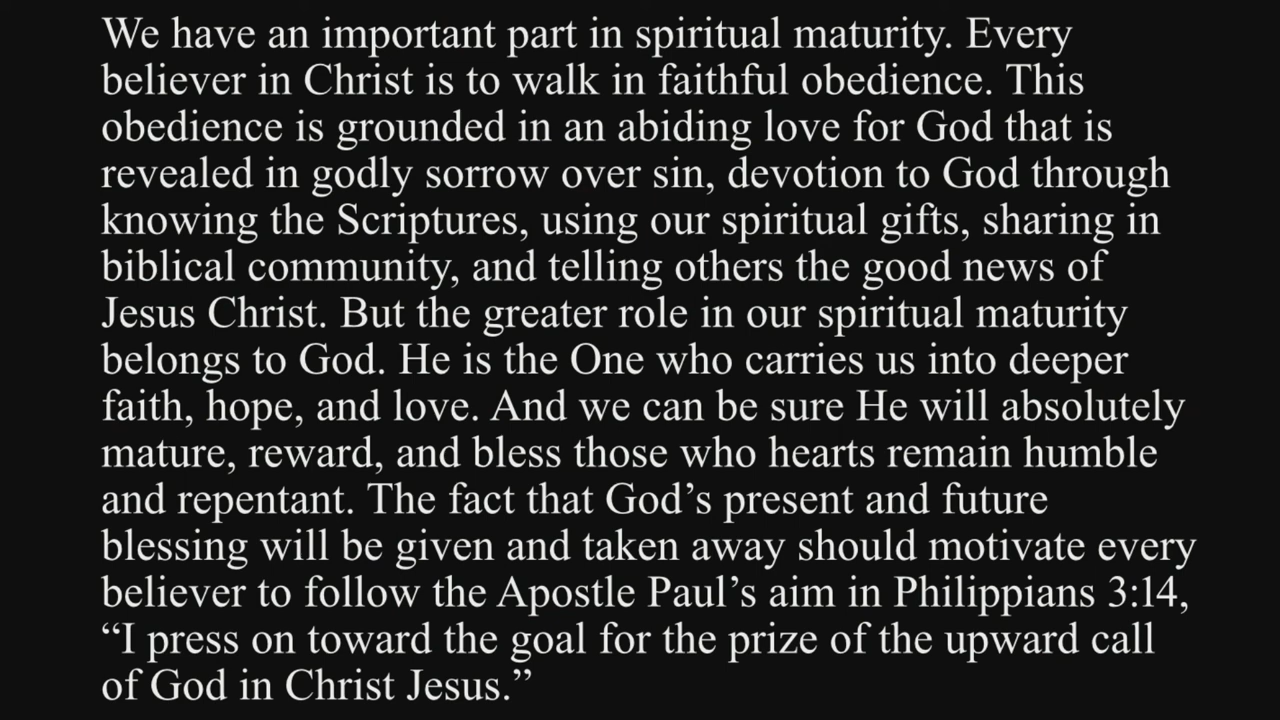 We have an important part in spiritual maturity. Every
believer in Christ is to walk in faithful obedience. This
obedience is grounded in an abiding love for God that is
revealed in godly sorrow over sin, devotion to God through
knowing the Scriptures, using our spiritual gifts, sharing in
biblical community, and telling others the good news of
Jesus Christ. But the greater role in our spiritual maturity
belongs to God. He is the One who carries us into deeper
faith, hope, and love. And we can be sure He will absolutely
mature, reward, and bless those who hearts remain humble
and repentant. The fact that God’s present and future
blessing will be given and taken away should motivate every
believer to follow the Apostle Paul’s aim in Philippians 3:14,
“I press on toward the goal for the prize of the upward call
of God in Christ Jesus.”